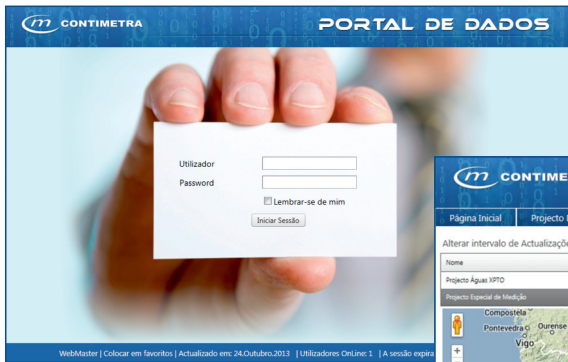 CONTIMETRA
PORTAL DE DADOS
Utilizador
Password
Lembrar-se de mim
Iniciar Sessão
WebMaster | Colocar em favoritos | Actualizado em: 24.Outubro.2013 | Utilizadores OnLine: 1 | A sessão expira
CONTIME
Página Inicial Projecto
Alterar intervalo de Actualizaçõe
Nome
Projecto Águas XPTO
Projecto Especial de Medição
Compostela
Pontevedra Ourense
Vigo